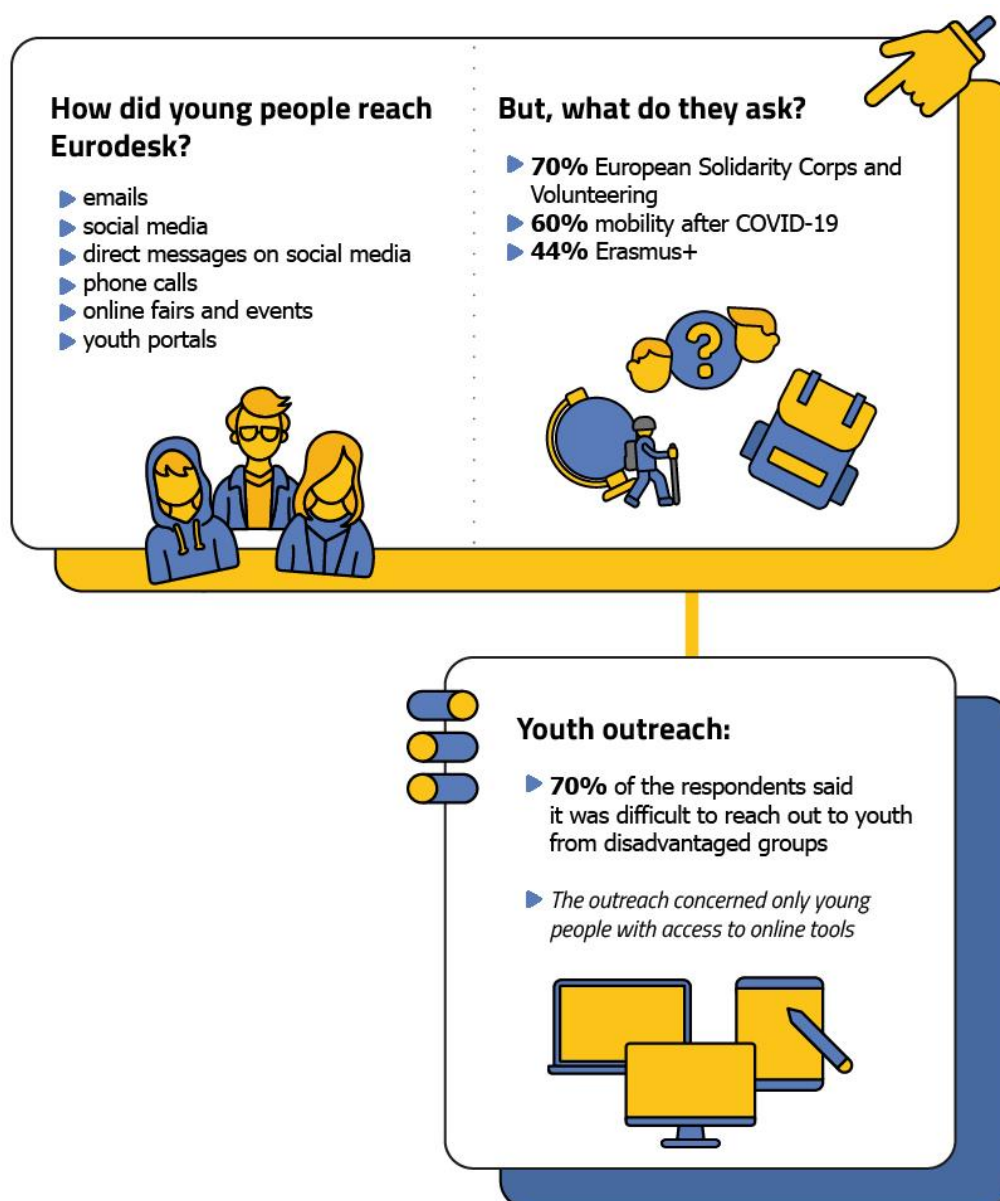 How did young people reach
Eurodesk?
emails
social media
direct messages on social media
phone calls
online fairs and events
youth portals
But, what do they ask?
70% European Solidarity Corps and
Volunteering
60% mobility after COVID-19
44% Erasmus+
?
Youth outreach:
70% of the respondents said
it was difficult to reach out to youth
from disadvantaged groups
The outreach concerned only young
people with access to online tools